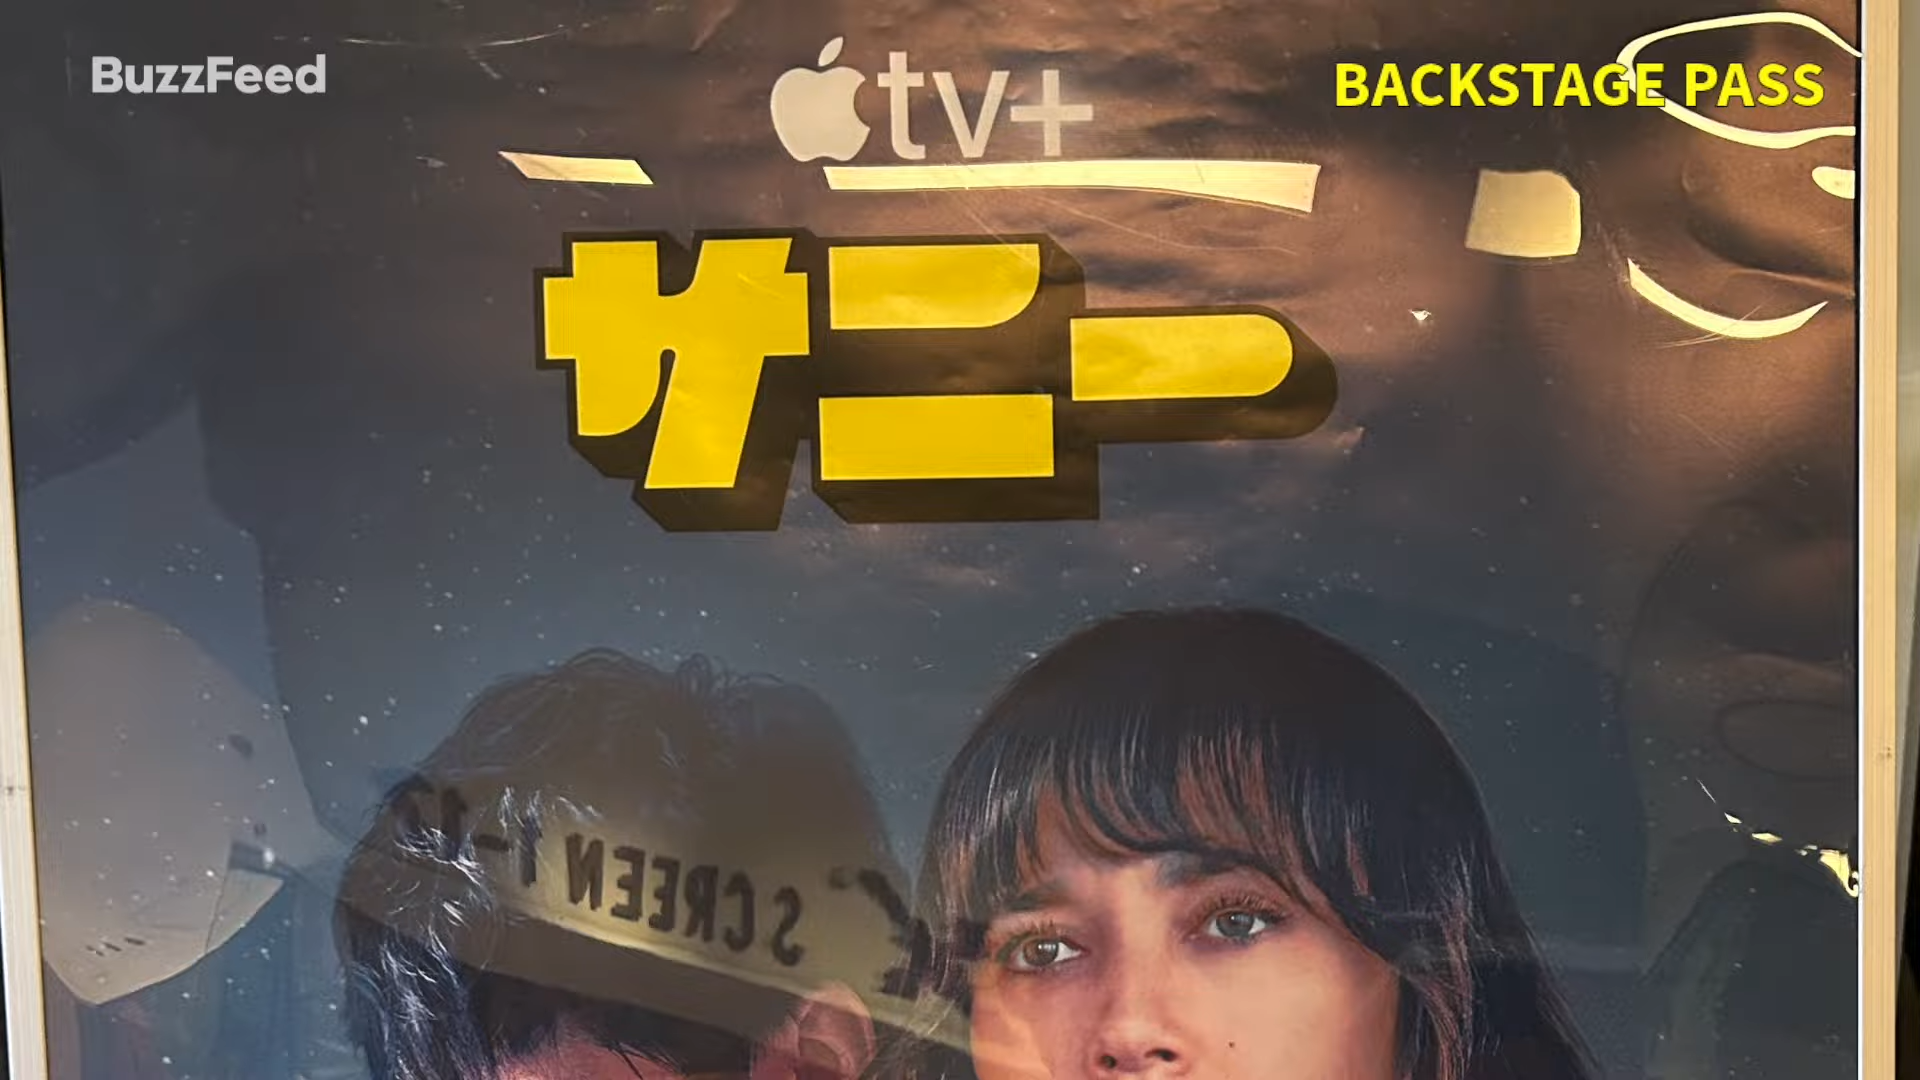 BuzzFeed
BACKSTAGE PASS
tv+
サニー
SCREEN 1-12